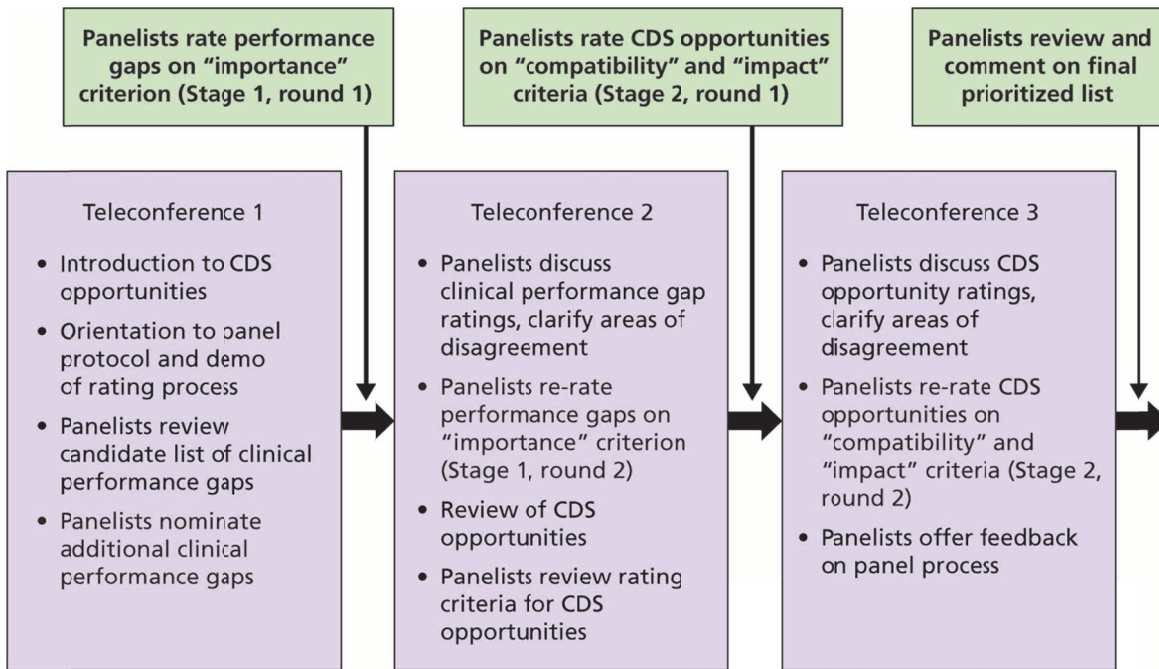 Panelists rate performance
gaps on “importance”
criterion (Stage 1, round 1)
Panelists rate CDS opportunities
on “compatibility” and “impact”
criteria (Stage 2, round 1)
Panelists review and
comment on final
prioritized list
Teleconference 1
• Introduction to CDS
opportunities
• Orientation to panel
protocol and demo
of rating process
• Panelists review
candidate list of clinical
performance gaps
• Panelists nominate
additional clinical
performance gaps
Teleconference 2
• Panelists discuss
clinical performance gap
ratings, clarify areas of
disagreement
• Panelists re-rate
performance gaps on
“importance” criterion
(Stage 1, round 2)
• Review of CDS
opportunities
• Panelists review rating
criteria for CDS
opportunities
Teleconference 3
• Panelists discuss CDS
opportunity ratings,
clarify areas of
disagreement
• Panelists re-rate CDS
opportunities on
“compatibility” and
“impact” criteria (Stage 2,
round 2)
• Panelists offer feedback
on panel process